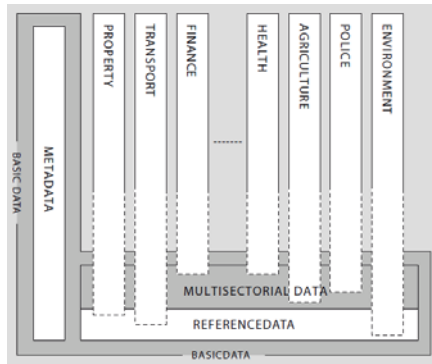 BASIC DATA
METADATA
PROPERTY
TRANSPORT
FINANCE
HEALTH
AGRICULTURE
POLICE
ENVIRONMENT
MULTISECTORIAL DATA
REFERENCEDATA
BASICDATA